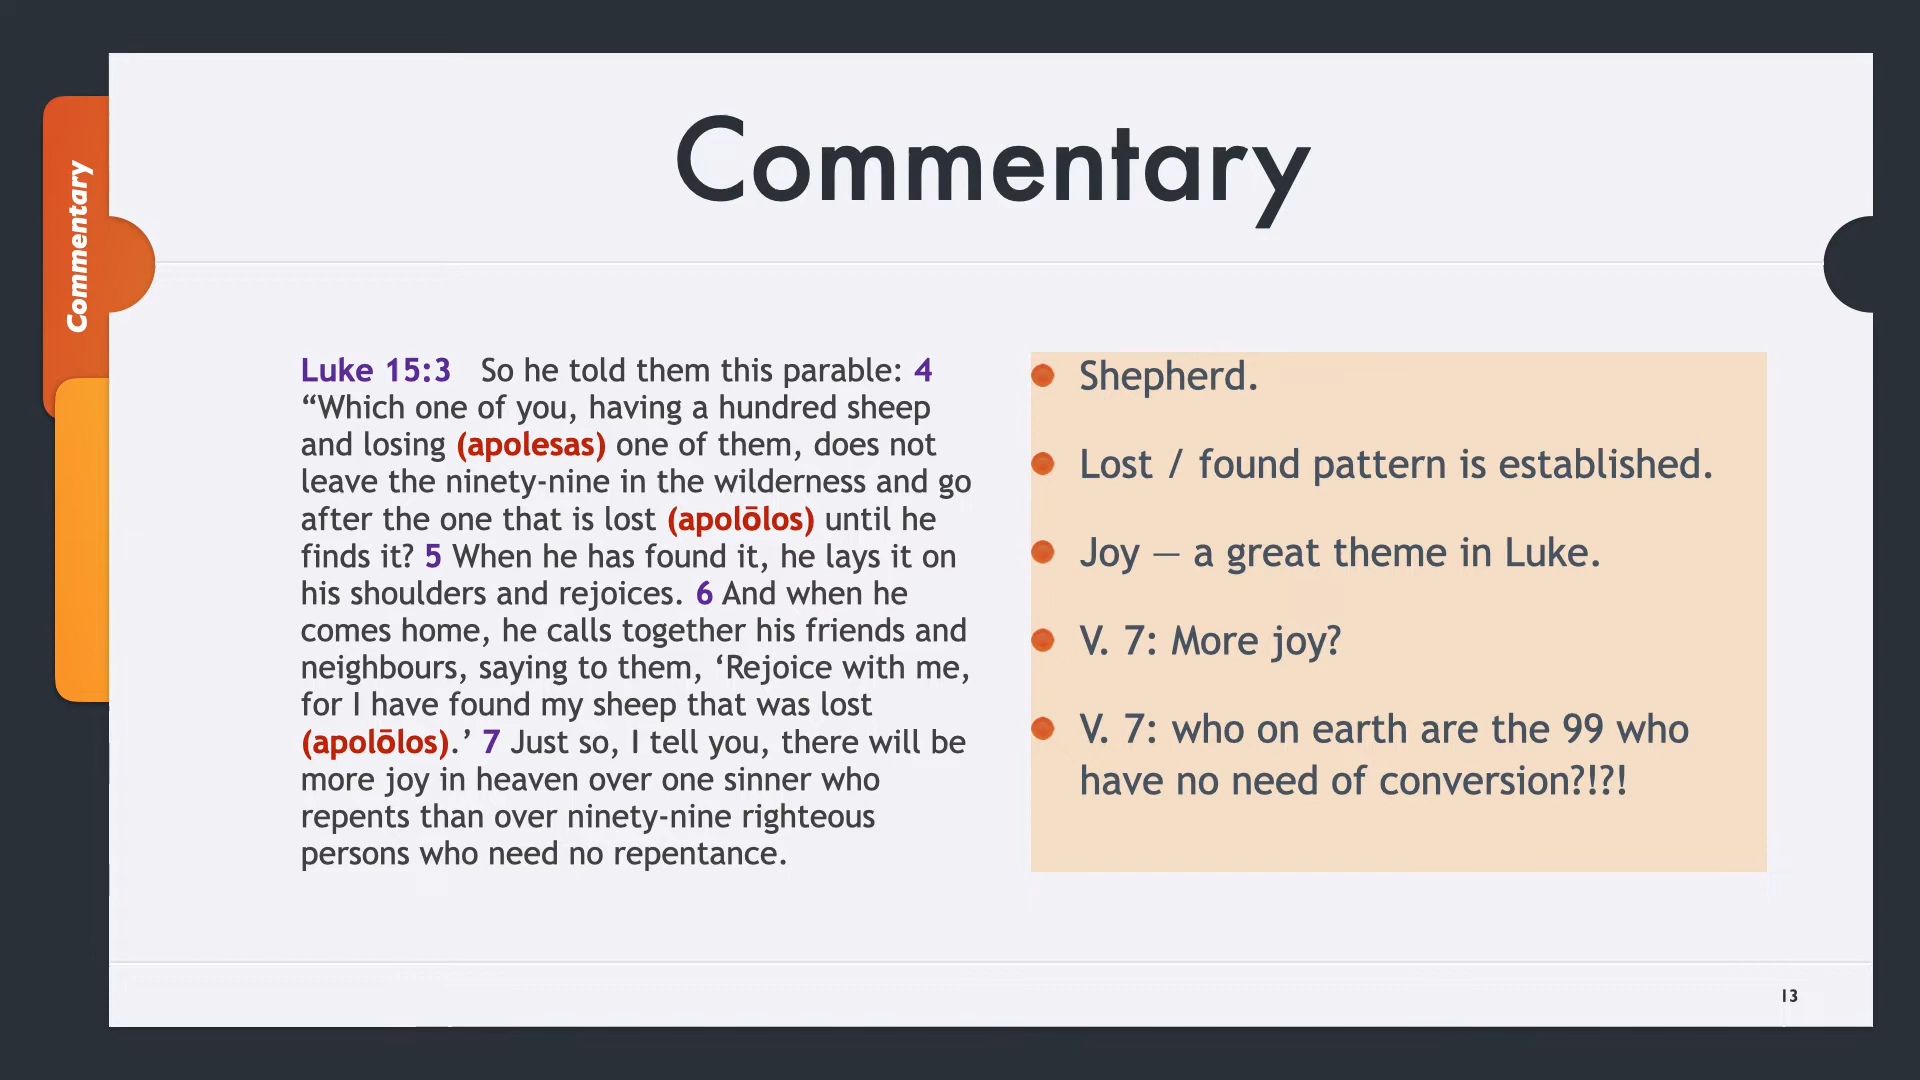 Commentary
Commentary
Luke 15:3   So he told them this parable: 4
“Which one of you, having a hundred sheep
and losing (apolesas) one of them, does not
leave the ninety-nine in the wilderness and go
after the one that is lost (apolōlos) until he
finds it? 5 When he has found it, he lays it on
his shoulders and rejoices. 6 And when he
comes home, he calls together his friends and
neighbours, saying to them, ‘Rejoice with me,
for I have found my sheep that was lost
(apolōlos).’ 7 Just so, I tell you, there will be
more joy in heaven over one sinner who
repents than over ninety-nine righteous
persons who need no repentance.
Shepherd.
Lost / found pattern is established.
Joy — a great theme in Luke.
V. 7: More joy?
V. 7: who on earth are the 99 who
have no need of conversion?!?!
13